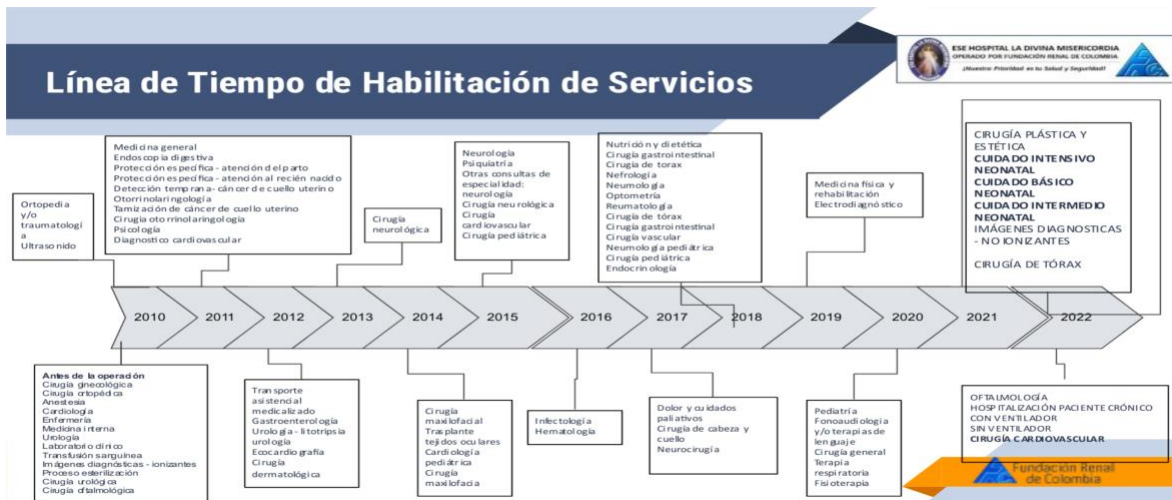 ESE HOSPITAL LA DIVINA MISERICORDIA
OPERADO POR FUNDACIÓN RENAL DE COLOMBIA
¡Nuestra Prioridad es tu Salud y Seguridad!
Línea de Tiempo de Habilitación de Servicios
Ortopedia
y/o
traumatologí
a
Ultrasonido
Medicina general
Endoscopia digestiva
Protección específica - atención del parto
Protección específica - atención al recién nacido
Detección temprana- cáncer de cuello uterino
Otorrinolaringología
Tamización de cáncer de cuello uterino
Cirugía otorrinolaringología
Psicología
Diagnostico cardiovascular
Cirugía
neurológica
Neurología
Psiquiatría
Otras consultas de
especialidad:
neurología
Cirugía neurológica
Cirugía
cardiovascular
Cirugía pediátrica
Nutrición y dietética
Cirugía gastrointestinal
Cirugía de torax
Nefrología
Neumología
Optometría
Reumatología
Cirugía de tórax
Cirugía gastrointestinal
Cirugía vascular
Neumología pediátrica
Cirugía pediátrica
Endocrinología
Medicina física y
rehabilitación
Electrodiagnóstico
CIRUGÍA PLÁSTICA Y
ESTÉTICA
CUIDADO INTENSIVO
NEONATAL
CUIDADO BÁSICO
NEONATAL
CUIDADO INTERMEDIO
NEONATAL
IMÁGENES DIAGNOSTICAS
- NO IONIZANTES
CIRUGÍA DE TÓRAX
2010 2011 2012 2013 2014 2015 2016 2017 2018 2019 2020 2021 2022
Antes de la operación
Cirugía ginecológica
Cirugía ortopédica
Anestesia
Cardiología
Enfermería
Medicina interna
Urología
Laboratorio clínico
Transfusión sanguínea
Imágenes diagnósticas - ionizantes
Proceso esterilización
Cirugía urológica
Cirugía oftalmológica
Transporte
asistencial
medicalizado
Gastroenterología
Urología - litotripsia
urología
Ecocardiografía
Cirugía
dermatológica
Cirugía
maxilofacial
Trasplante
tejidos oculares
Cardiología
pediátrica
Cirugía
maxilofacia
Infectología
Hematología
Dolor y cuidados
paliativos
Cirugía de cabeza y
cuello
Neurocirugía
Pediatría
Fonoaudiología
y/o terapias de
lenguaje
Cirugía general
Terapia
respiratoria
Fisioterapia
OFTALMOLOGÍA
HOSPITALIZACIÓN PACIENTE CRÓNICO
CON VENTILADOR
SIN VENTILADOR
CIRUGÍA CARDIOVASCULAR
Fundación Renal
de Colombia